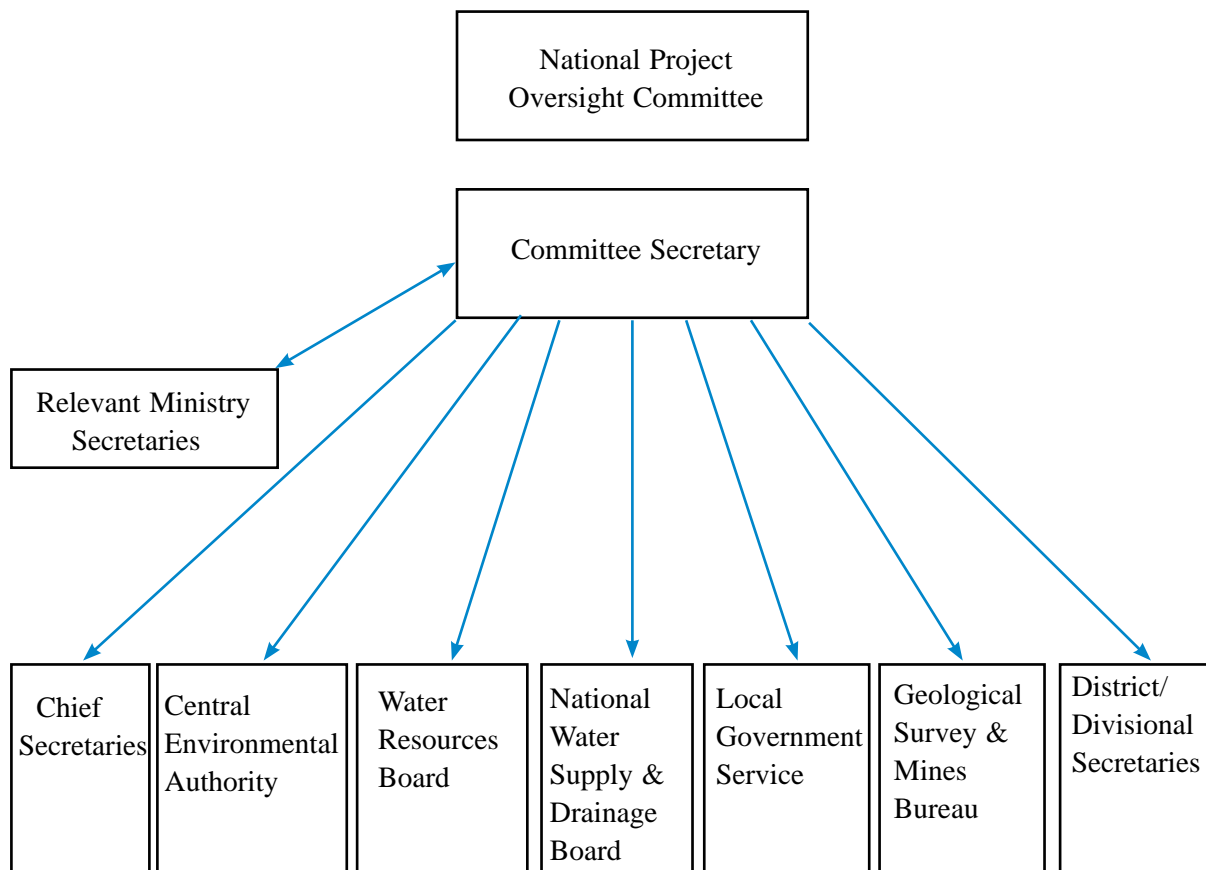 National Project
Oversight Committee
Committee Secretary
Relevant Ministry
Secretaries
Chief
Secretaries
Central
Environmental
Authority
Water
Resources
Board
National
Water
Supply &
Drainage
Board
Local
Government
Service
Geological
Survey &
Mines
Bureau
District/
Divisional
Secretaries